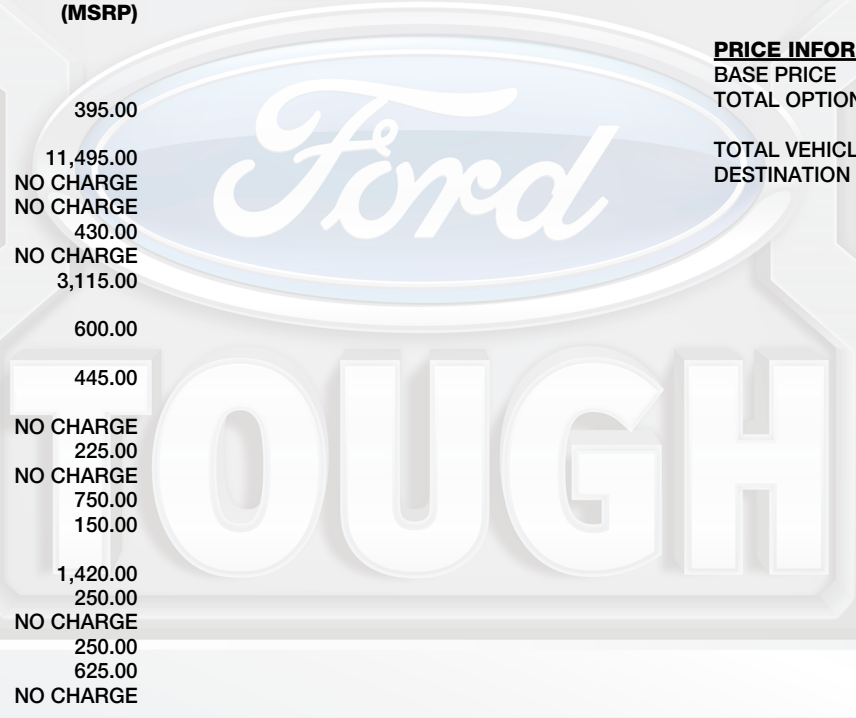 (MSRP)
395.00
11,495.00
NO CHARGE
NO CHARGE
430.00
NO CHARGE
3,115.00
600.00
445.00
NO CHARGE
225.00
NO CHARGE
750.00
150.00
1,420.00
250.00
NO CHARGE
250.00
625.00
NO CHARGE
PRICE INFOR
BASE PRICE
TOTAL OPTION
TOTAL VEHICL
DESTINATION
Ford
TOUGH